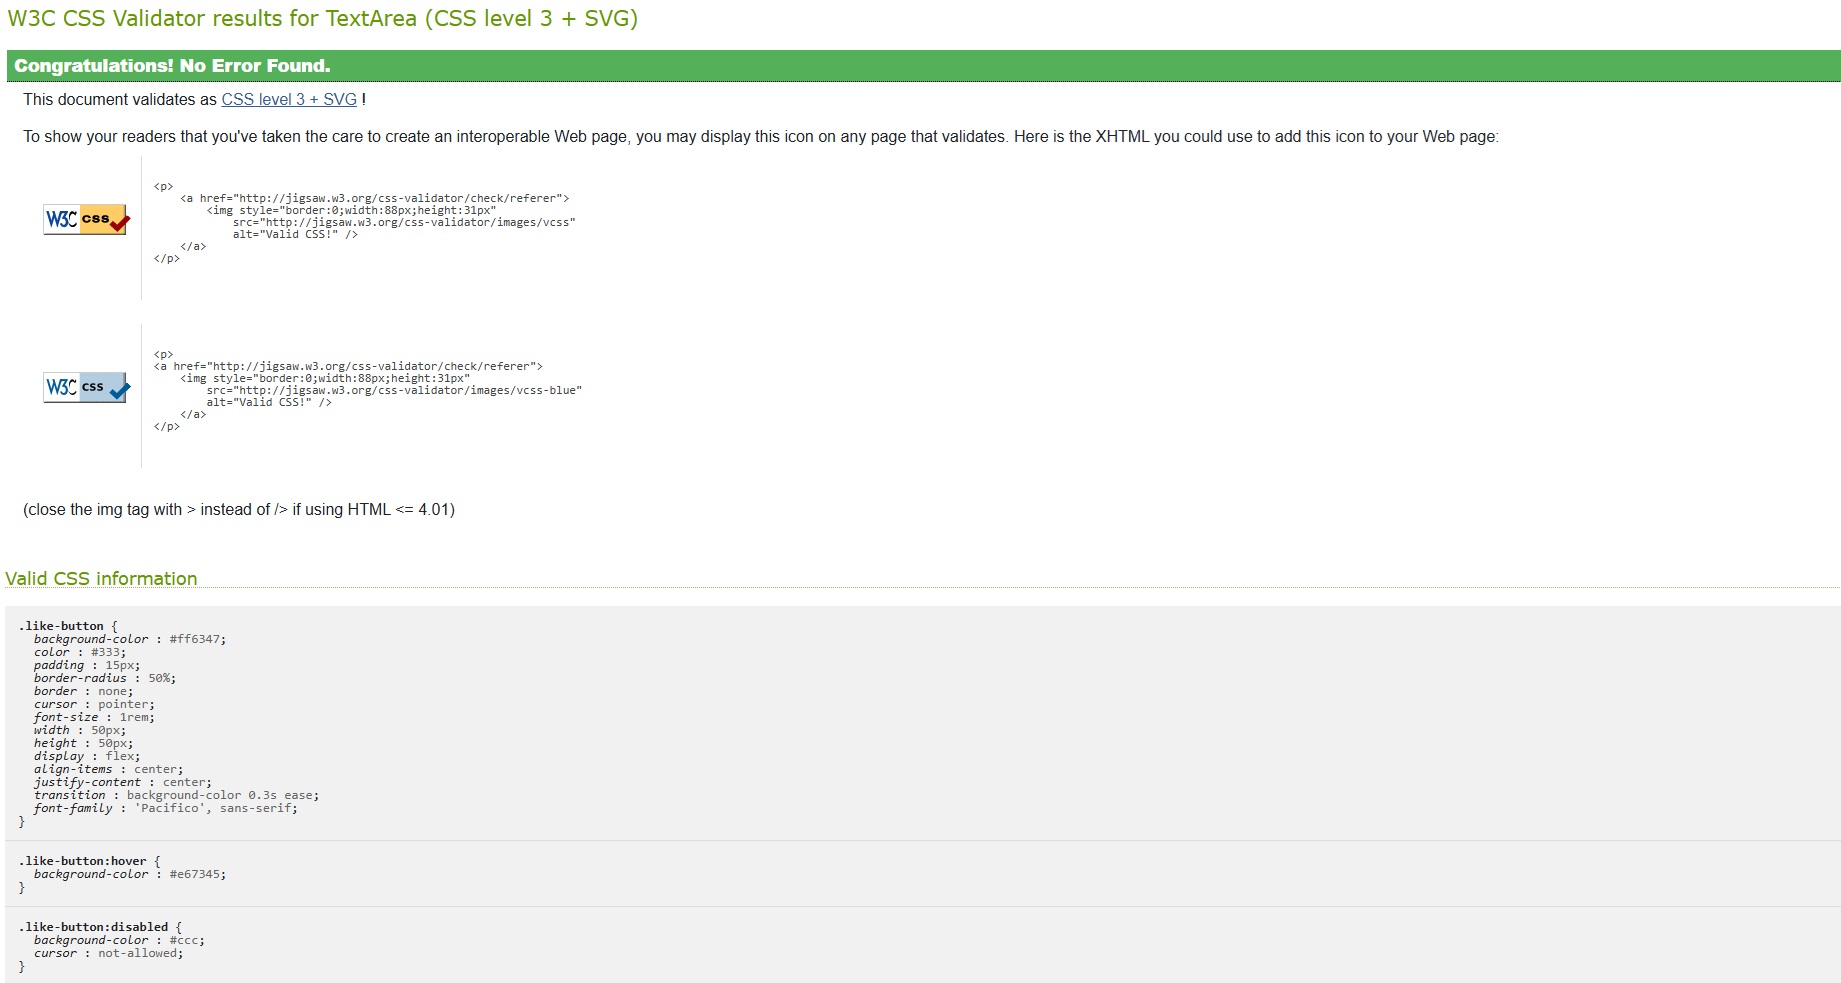 W3C CSS Validator results for TextArea (CSS level 3 + SVG)
Congratulations! No Error Found.
This document validates as CSS level 3 + SVG !
To show your readers that you've taken the care to create an interoperable Web page, you may display this icon on any page that validates. Here is the XHTML you could use to add this icon to your Web page:
W3C css
<p>
    <a href="http://jigsaw.w3.org/css-validator/check/referer">
        <img style="border:0;width:88px;height:31px"
            src="http://jigsaw.w3.org/css-validator/images/vcss"
            alt="Valid CSS!" />
    </a>
</p>
W3C css
<p>
<a href="http://jigsaw.w3.org/css-validator/check/referer">
    <img style="border:0;width:88px;height:31px"
        src="http://jigsaw.w3.org/css-validator/images/vcss-blue"
        alt="Valid CSS!" />
    </a>
</p>
(close the img tag with > instead of /> if using HTML <= 4.01)
Valid CSS information
.like-button {
  background-color : #ff6347;
  color : #333;
  padding : 15px;
  border-radius : 50%;
  border : none;
  cursor : pointer;
  font-size : 1rem;
  width : 50px;
  height : 50px;
  display : flex;
  align-items : center;
  justify-content : center;
  transition : background-color 0.3s ease;
  font-family : 'Pacifico', sans-serif;
}
.like-button:hover {
  background-color : #e67345;
}
.like-button:disabled {
  background-color : #ccc;
  cursor : not-allowed;
}